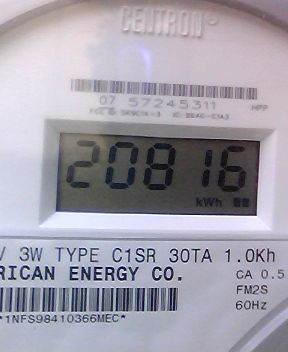 CENTRON®
07 57245311 HPP
20816
kWh
V 3W TYPE C1SR 30TA 1.0Kh
RICAN ENERGY CO.
CA 0.5
FM2S
60Hz
*1NFS98410366MEC*